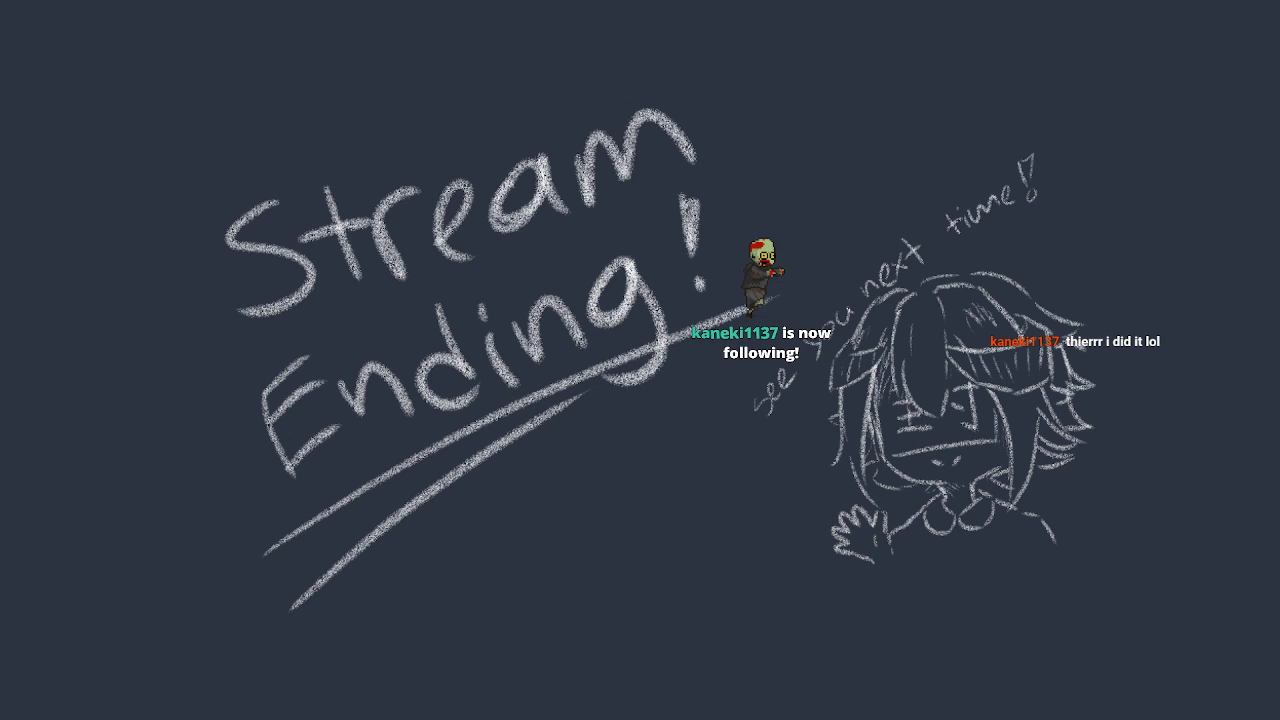 Stream
Ending!
see you next time!
kaneki1137 is now
following!
kaneki1137 thierrr i did it lol